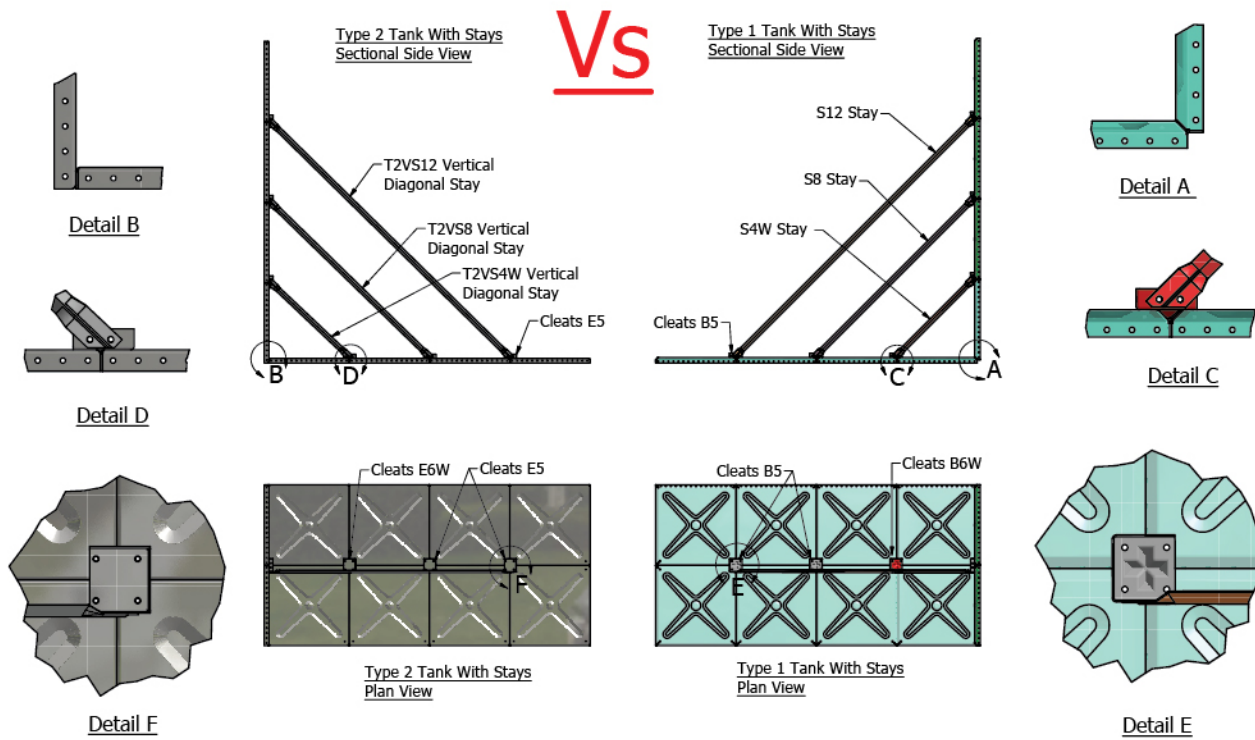 Type 2 Tank With Stays
Sectional Side View
Vs
Type 1 Tank With Stays
Sectional Side View
S12 Stay
T2VS12 Vertical
Diagonal Stay
S8 Stay
Detail A
Detail B
T2VS8 Vertical
Diagonal Stay
S4W Stay
T2VS4W Vertical
Diagonal Stay
Cleats E5
Cleats B5
B
D
C
A
Detail C
Detail D
Cleats E6W
Cleats E5
Cleats B5
Cleats B6W
F
E
Type 2 Tank With Stays
Plan View
Type 1 Tank With Stays
Plan View
Detail F
Detail E